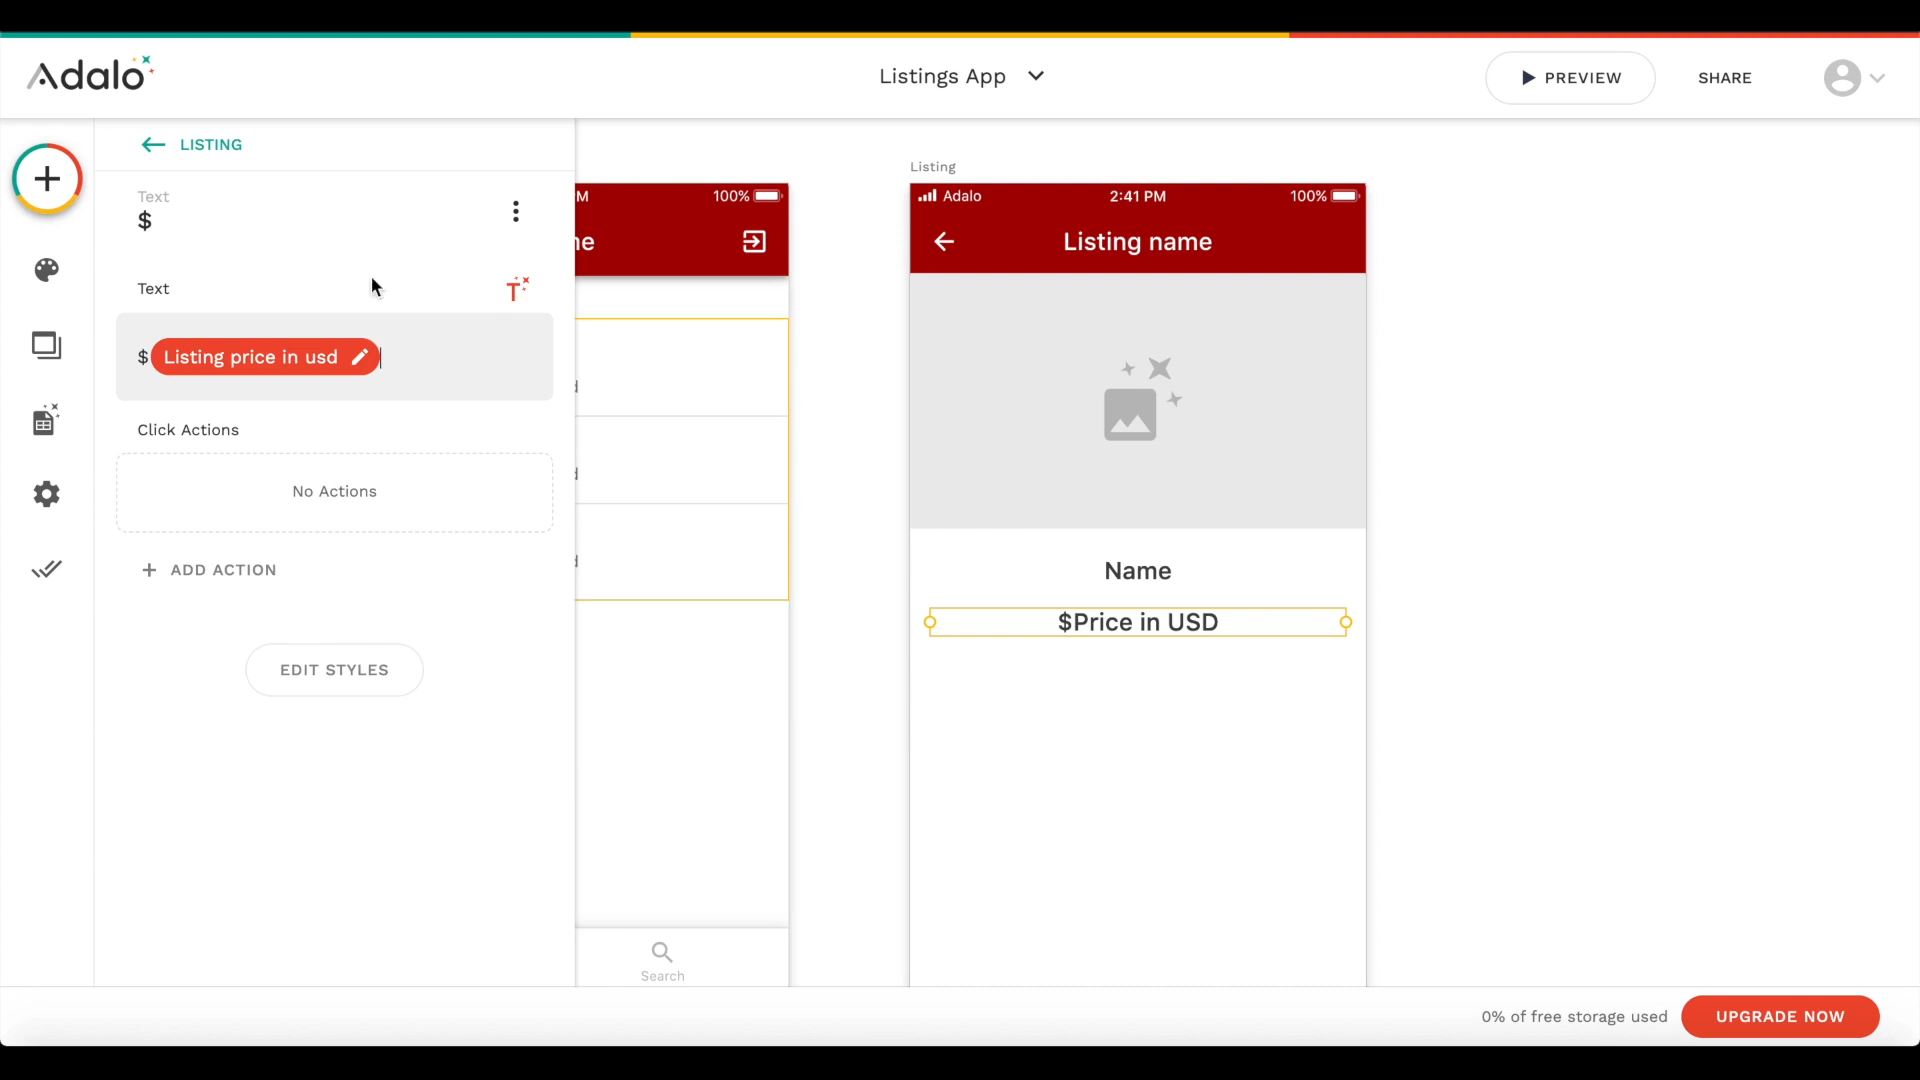 Adalo
Listings App
PREVIEW
SHARE
LISTING
Text
$
Text
$ Listing price in usd
Click Actions
No Actions
ADD ACTION
EDIT STYLES
M
100%
ne
d
d
d
Search
Listing
Adalo
2:41 PM
100%
Listing name
Name
$Price in USD
0% of free storage used
UPGRADE NOW